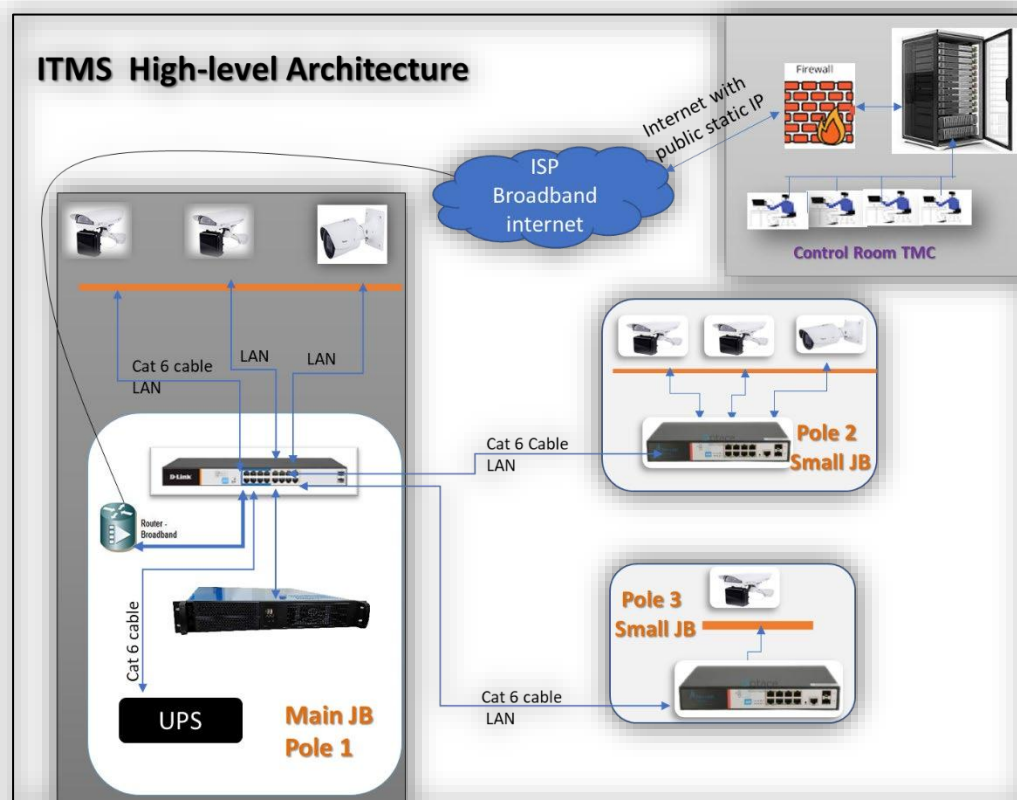 ITMS High-level Architecture
Firewall
Internet with
public static IP
ISP
Broadband
internet
Control Room TMC
Cat 6 cable
LAN
LAN
LAN
D-Link
Router -
Broadband
Cat 6 cable
UPS
Main JB
Pole 1
Cat 6 Cable
LAN
Pole 2
Small JB
Cat 6 cable
LAN
Pole 3
Small JB